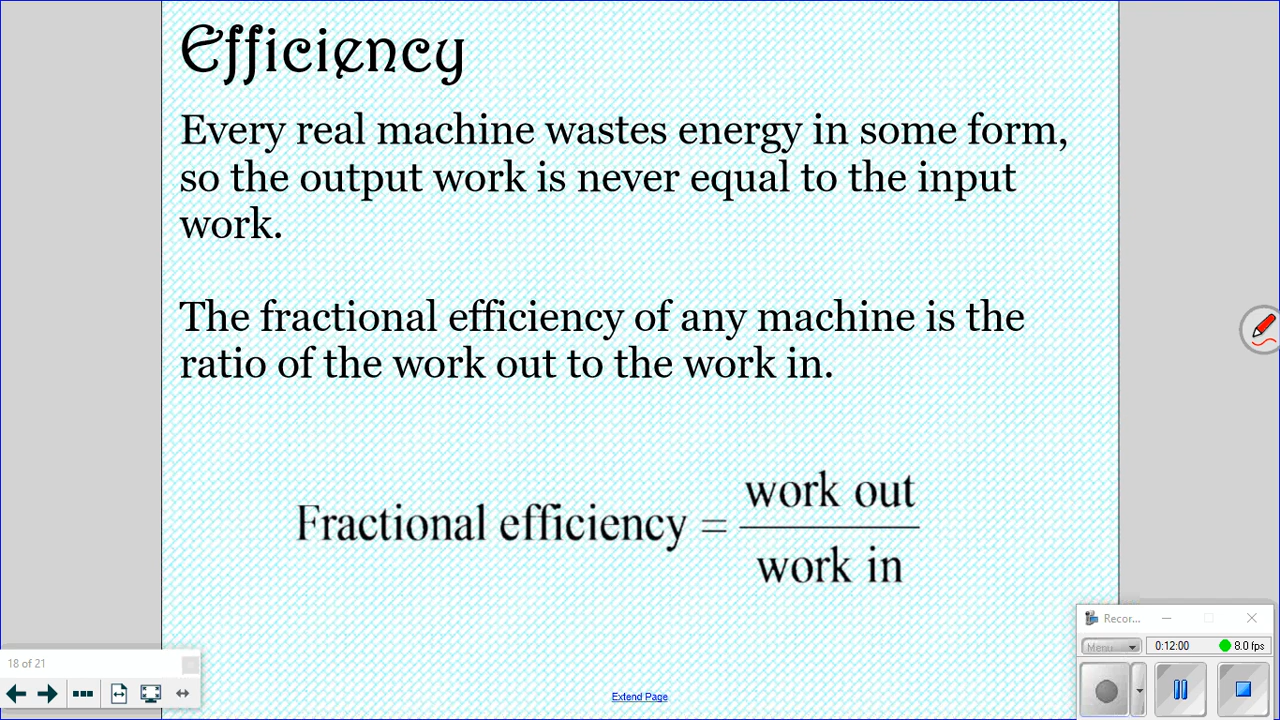 Efficiency
Every real machine wastes energy in some form,
so the output work is never equal to the input
work.
The fractional efficiency of any machine is the
ratio of the work out to the work in.
Fractional efficiency = work out
work in
Recor...
Menu
0:12:00
8.0 fps
18 of 21
Extend Page